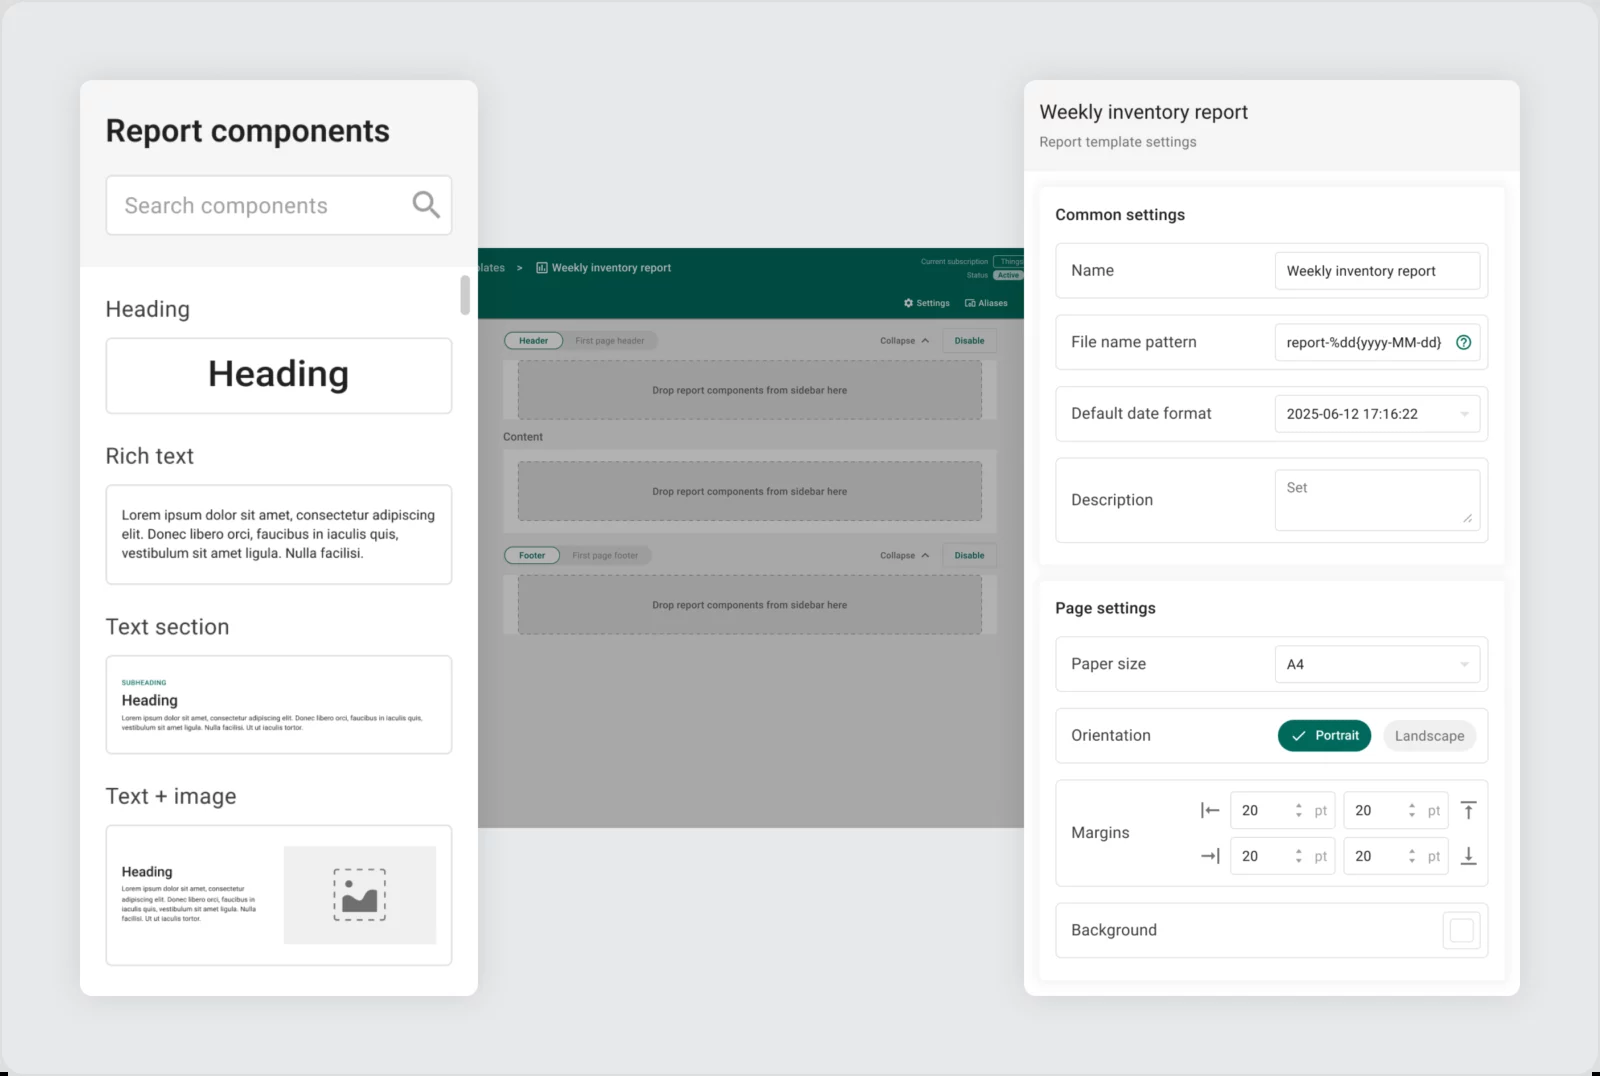 Report components
Search components
Heading
Heading
Rich text
Lorem ipsum dolor sit amet, consectetur adipiscing
elit. Donec libero orci, faucibus in iaculis quis,
vestibulum sit amet ligula. Nulla facilisi.
Text section
SUBHEADING
Heading
Lorem ipsum dolor sit amet, consectetur adipiscing elit. Donec libero orci, faucibus in iaculis quis,
vestibulum sit amet ligula. Nulla facilisi. Ut ut iaculis tortor.
Text + image
Heading
Lorem ipsum dolor sit amet, consectetur
adipiscing elit. Donec libero orci, faucibus in
iaculis quis, vestibulum sit amet ligula. Nulla
facilisi. Ut ut iaculis tortor.
lates > Weekly inventory report
Current subscription Things
Status Active
Settings Aliases
Header First page header Collapse Disable
Drop report components from sidebar here
Content
Drop report components from sidebar here
Footer First page footer Collapse Disable
Drop report components from sidebar here
Weekly inventory report
Report template settings
Common settings
Name Weekly inventory report
File name pattern report-%dd{yyyy-MM-dd}
Default date format 2025-06-12 17:16:22
Description Set
Page settings
Paper size A4
Orientation Portrait Landscape
Margins
20 pt 20 pt
20 pt 20 pt
Background